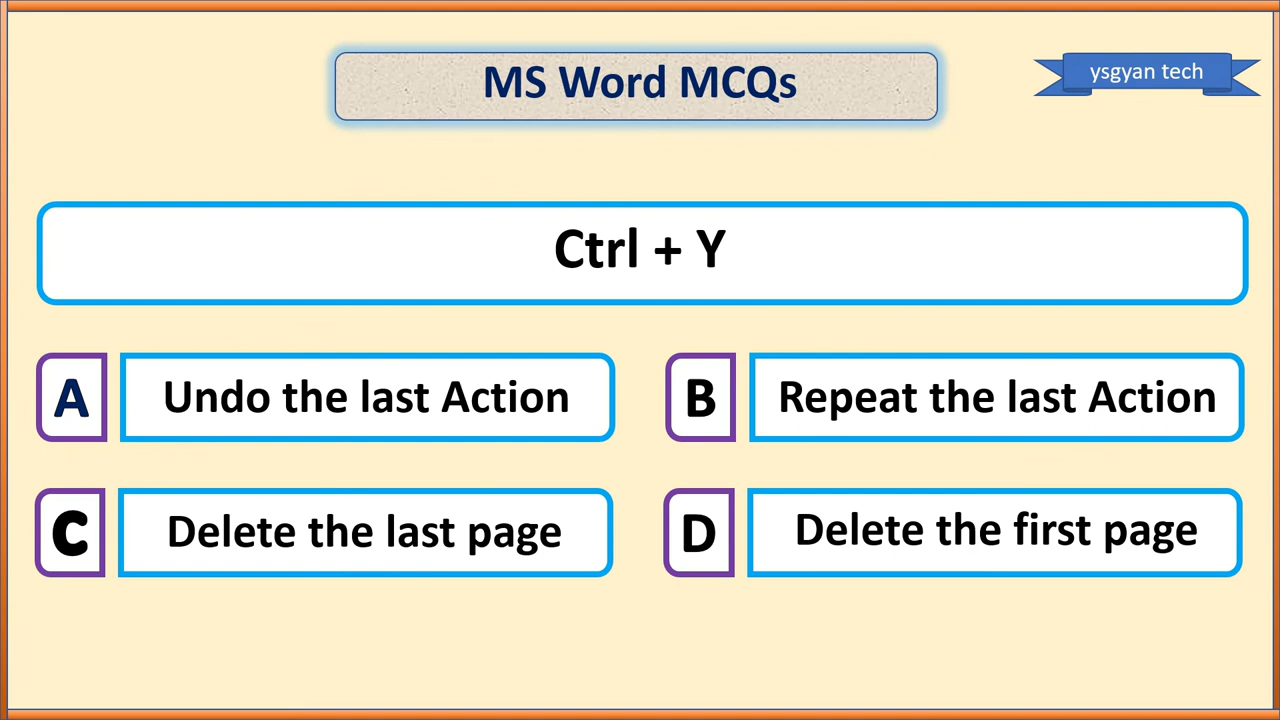 MS Word MCQs
ysgyan tech
Ctrl + Y
A Undo the last Action
B Repeat the last Action
C Delete the last page
D Delete the first page